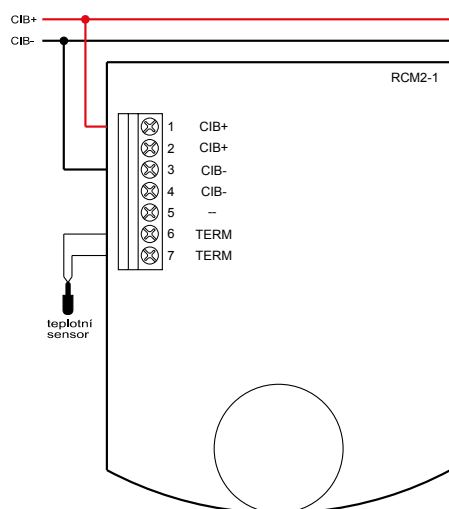 CIB+
CIB-
RCM2-1
1 CIB+
2 CIB+
3 CIB-
4 CIB-
5 --
6 TERM
7 TERM
teplotní
sensor